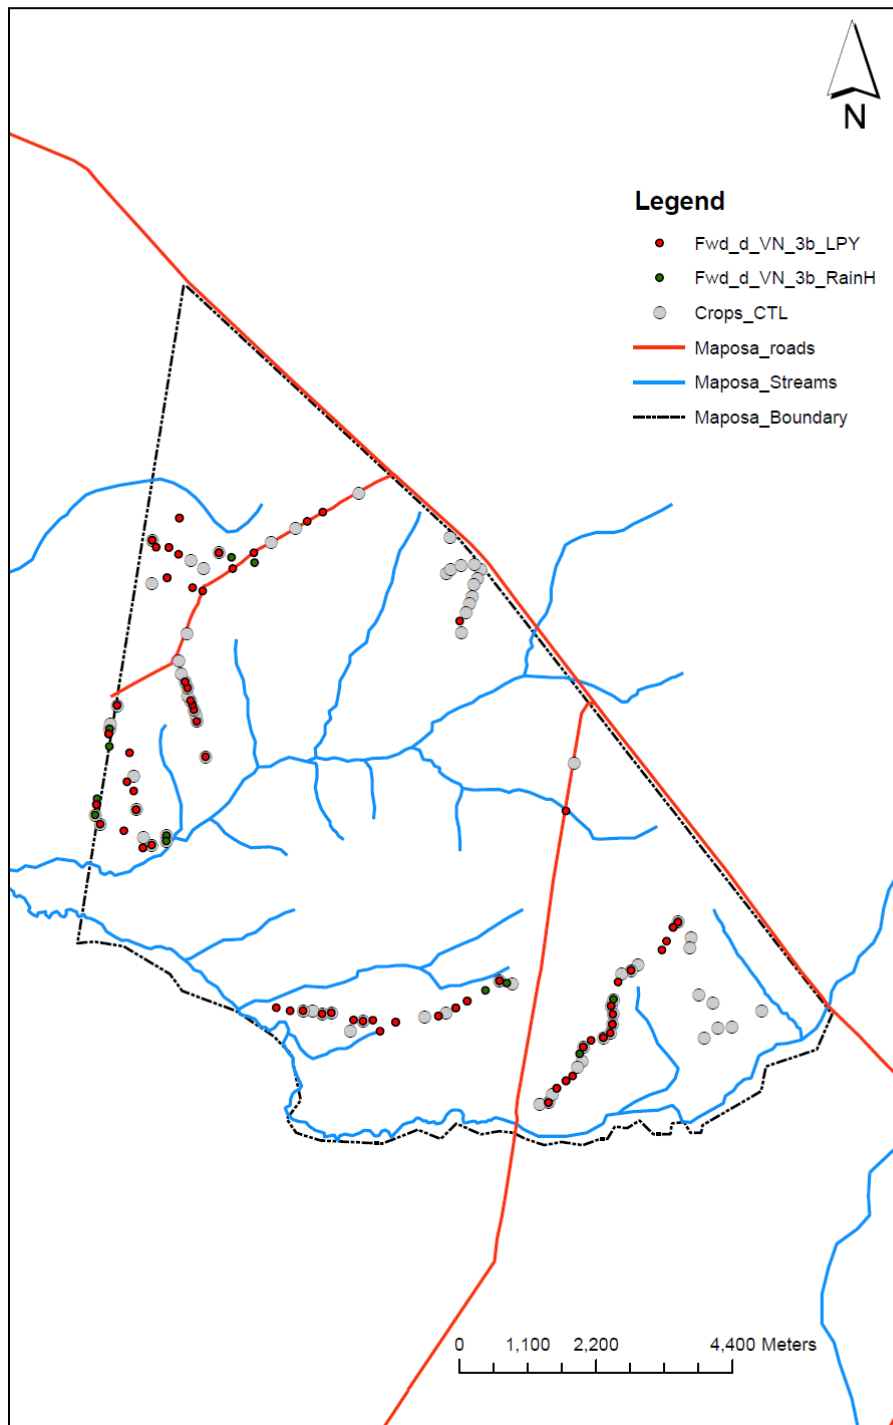 N
Legend
Fwd_d_VN_3b_LPY
Fwd_d_VN_3b_RainH
Crops_CTL
Maposa_roads
Maposa_Streams
Maposa_Boundary
0 1,100 2,200 4,400 Meters